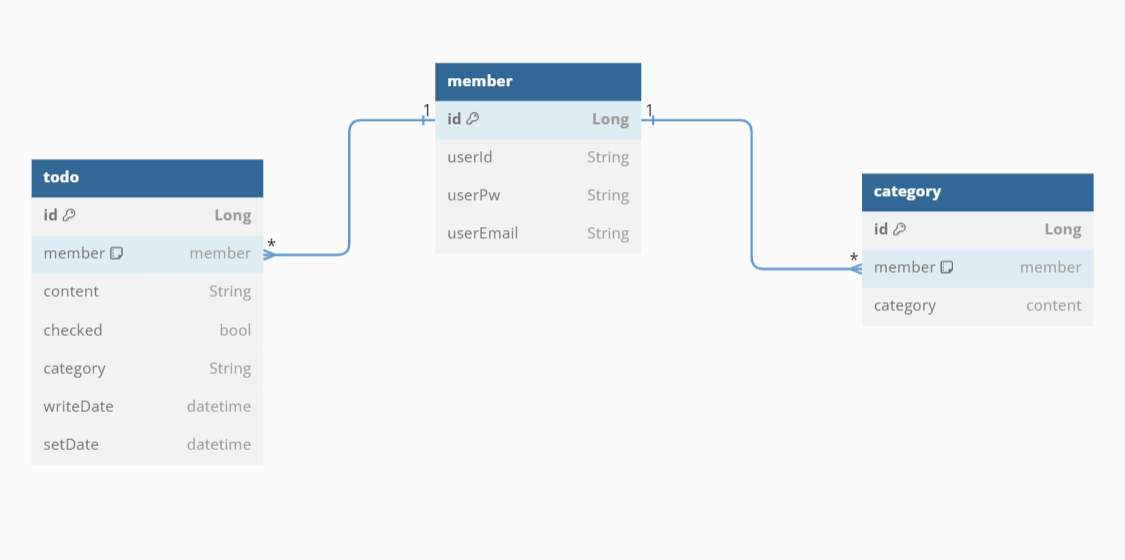 member
1
id Long
1
userId String
userPw String
userEmail String
todo
id Long
*
member member
content String
checked bool
category String
writeDate datetime
setDate datetime
category
id Long
*
member member
category content